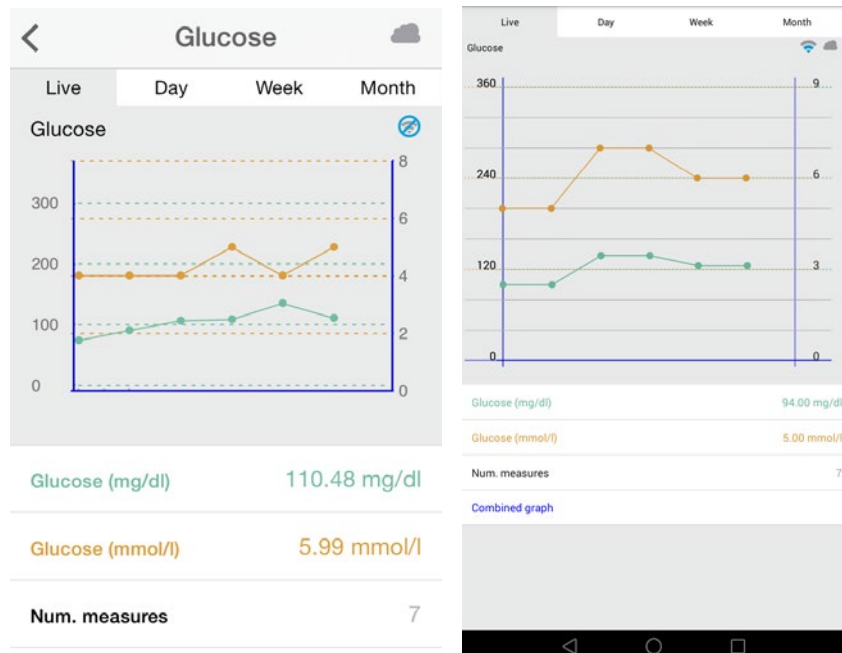 Glucose
Live Day Week Month
Glucose
8
300
6
200
4
100
2
0
0
Glucose (mg/dl) 110.48 mg/dl
Glucose (mmol/l) 5.99 mmol/l
Num. measures 7
Live Day Week Month
Glucose
360 9
240 6
120 3
0 0
Glucose (mg/dl) 94.00 mg/dl
Glucose (mmol/l) 5.00 mmol/l
Num. measures 7
Combined graph